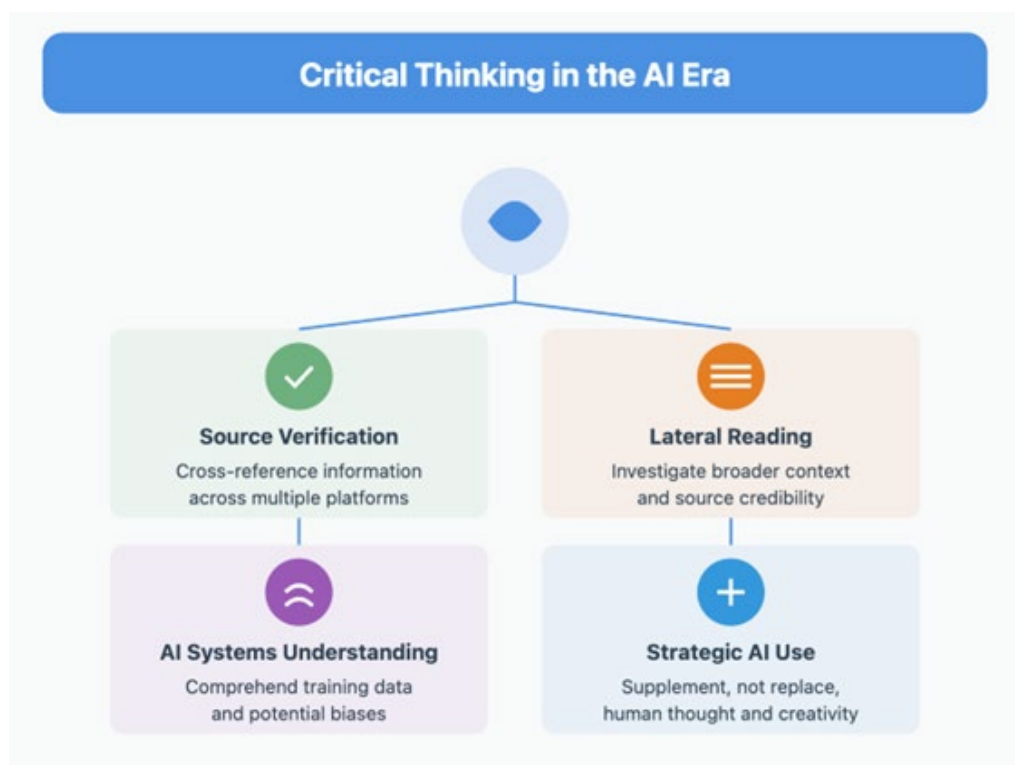 Critical Thinking in the AI Era
Source Verification
Cross-reference information
across multiple platforms
Lateral Reading
Investigate broader context
and source credibility
AI Systems Understanding
Comprehend training data
and potential biases
Strategic AI Use
Supplement, not replace,
human thought and creativity